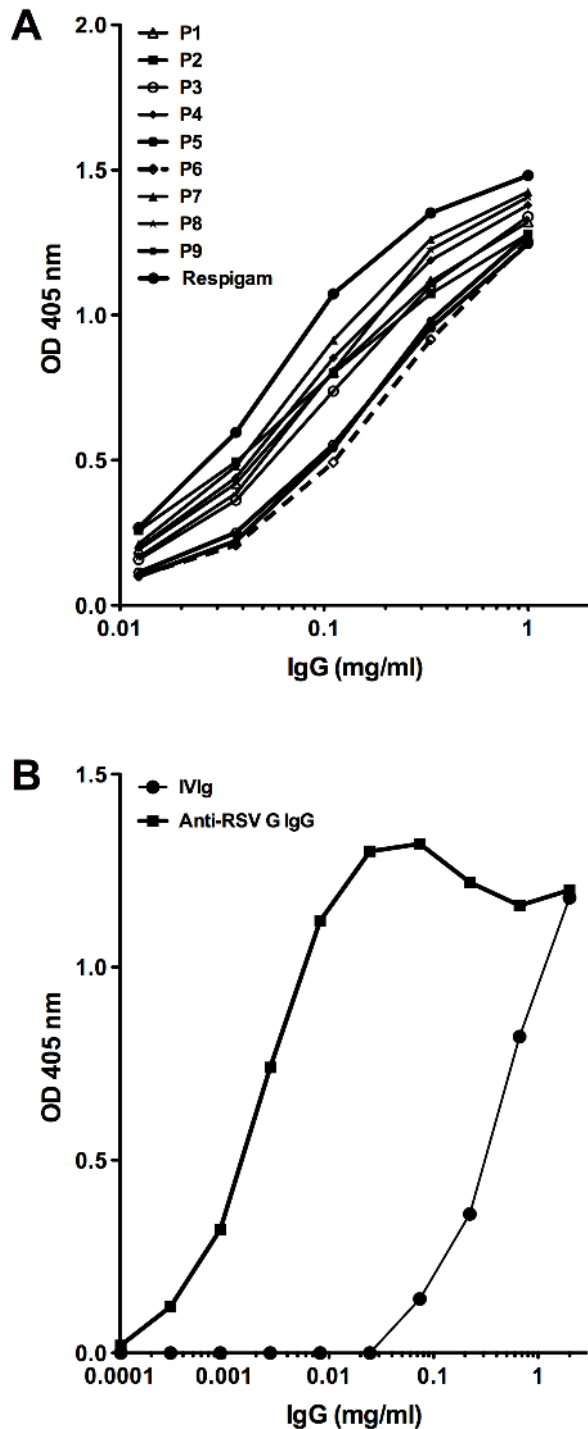 A
2.0
P1
P2
P3
P4
P5
P6
P7
P8
P9
Respigam
1.5
1.0
0.5
0.0
OD 405 nm
0.01
0.1
1
IgG (mg/ml)
B
1.5
IVIg
Anti-RSV G IgG
1.0
0.5
0.0
OD 405 nm
0.0001
0.001
0.01
0.1
1
IgG (mg/ml)